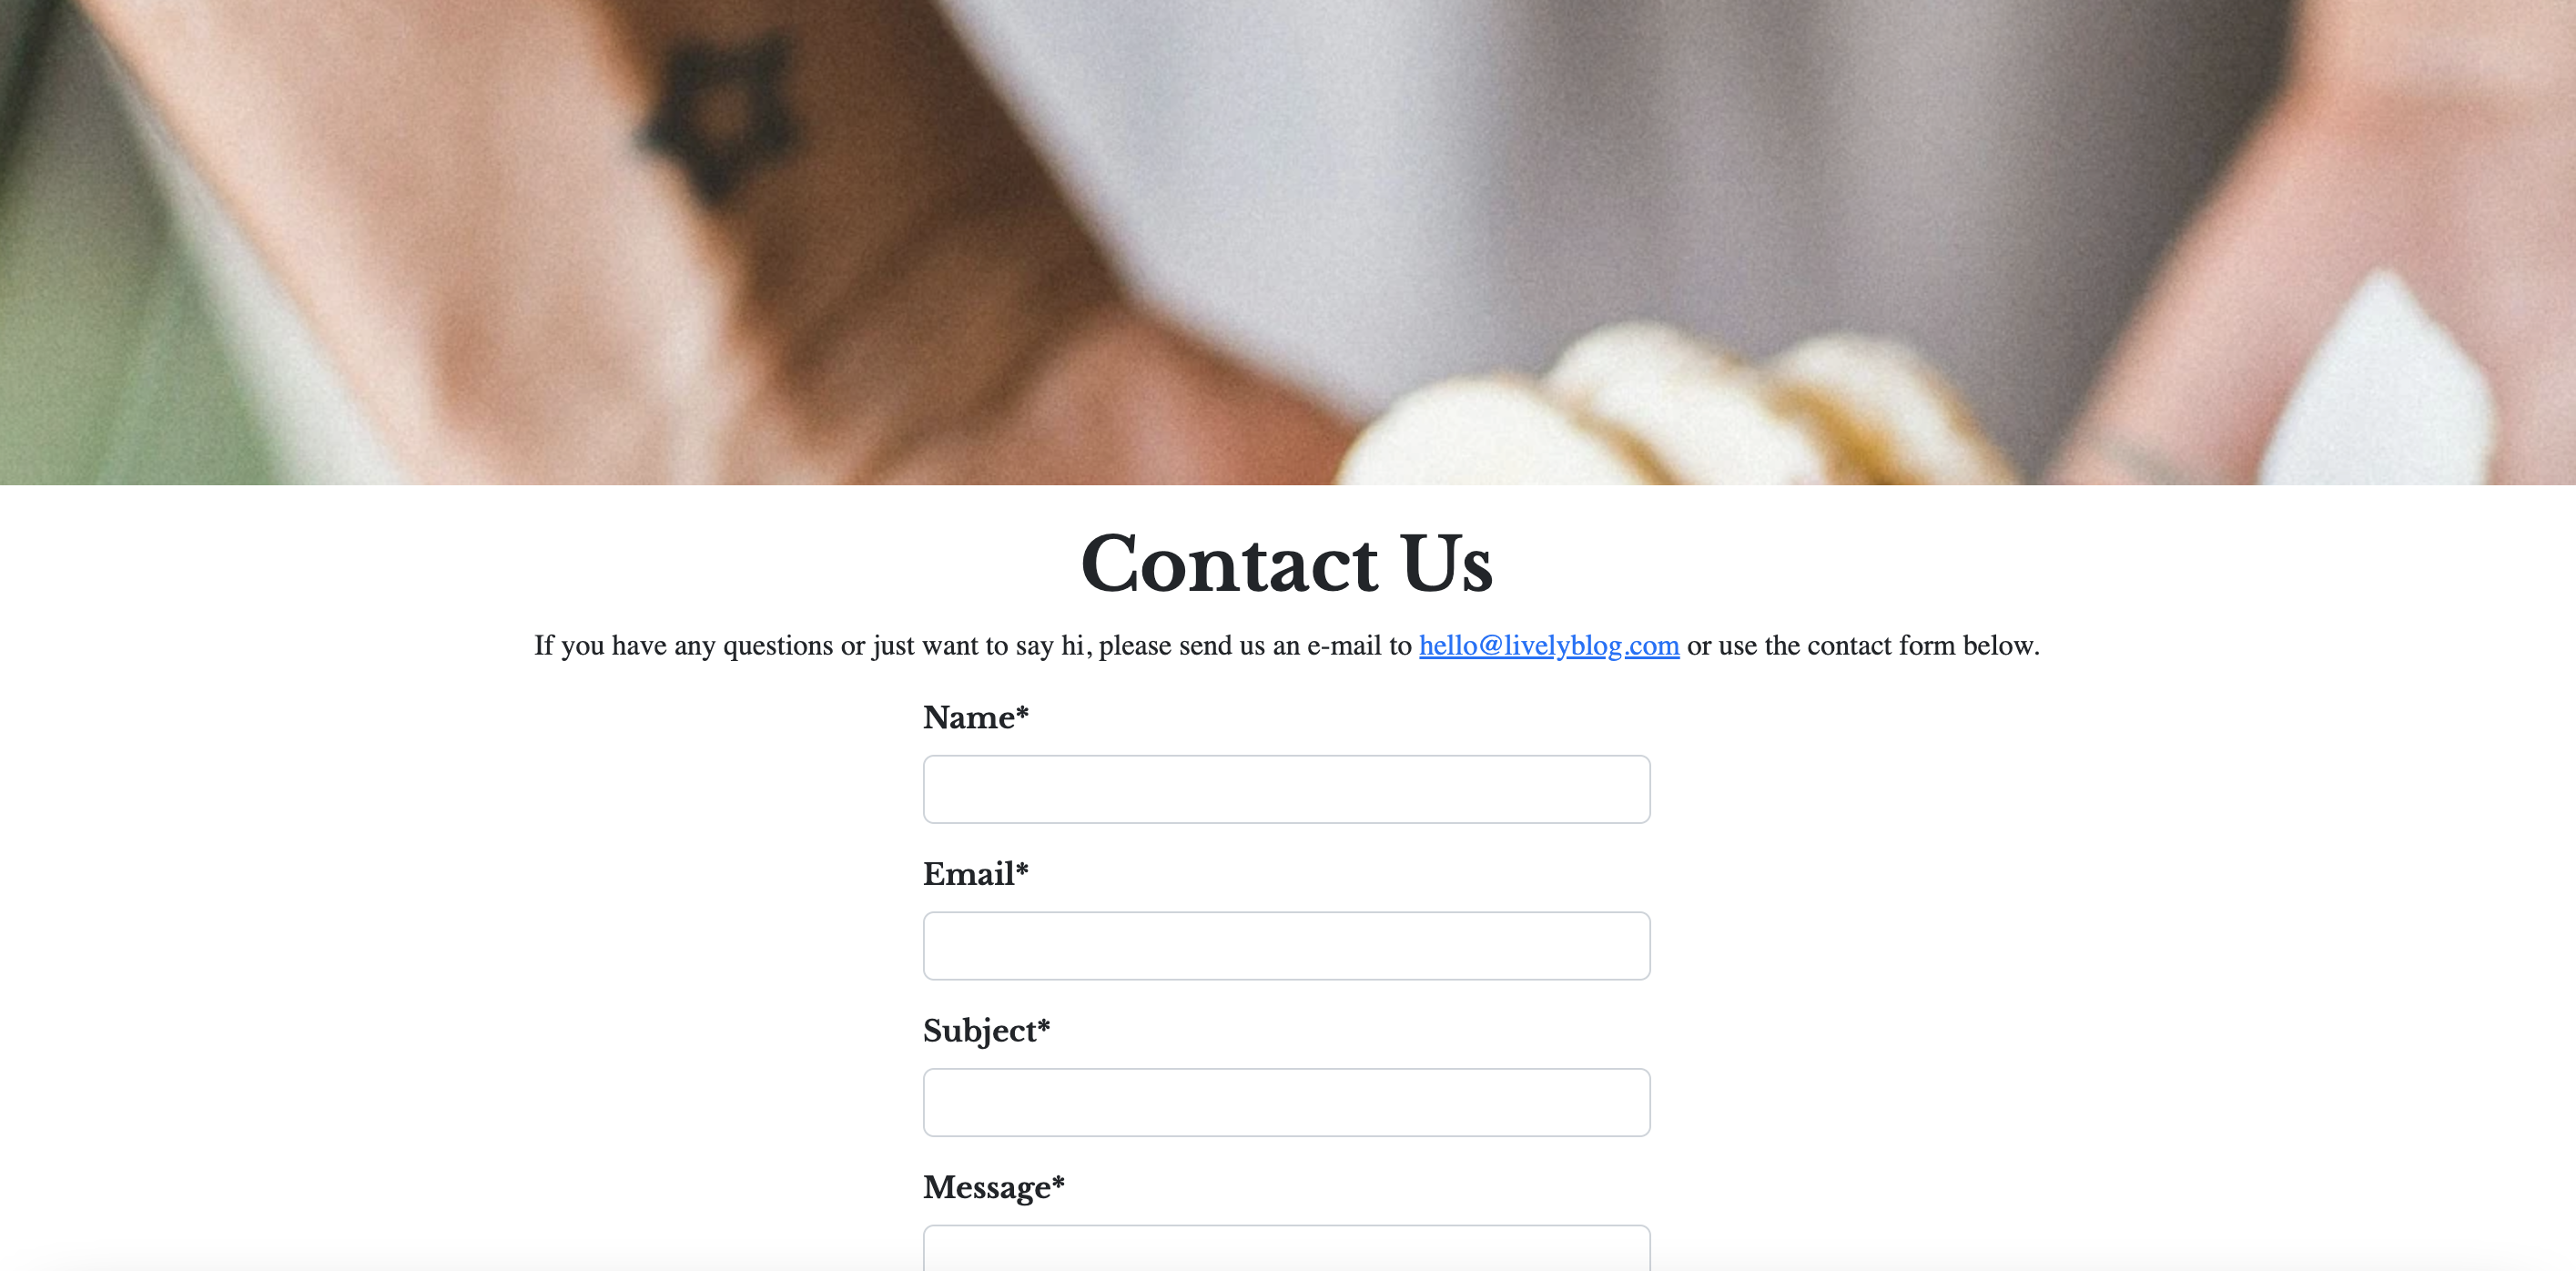 Contact Us
If you have any questions or just want to say hi, please send us an e-mail to hello@livelyblog.com or use the contact form below.
Name*
Email*
Subject*
Message*